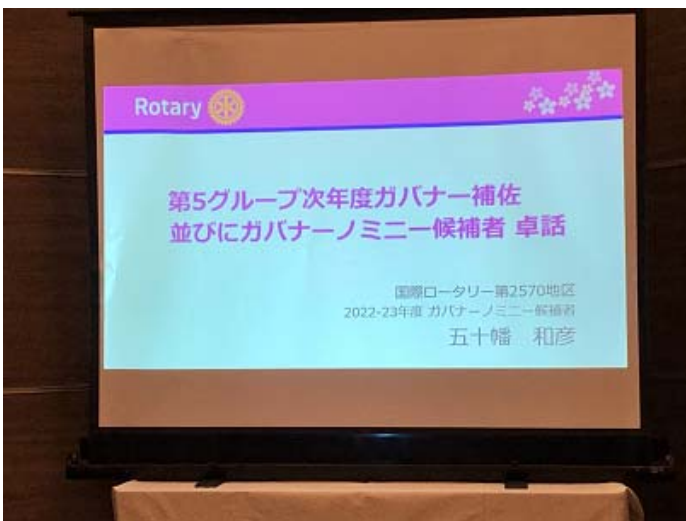 Rotary
第5グループ次年度ガバナー補佐
並びにガバナーノミニー候補者 卓話
国際ロータリー第2570地区
2022-23年度 ガバナーノミニー候補者
五十幡 和彦